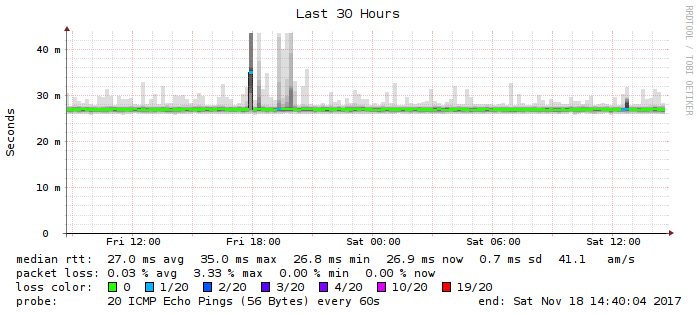 Last 30 Hours
RRDTOOL / TOBI OETIKER
Seconds
40 m
30 m
20 m
10 m
0
Fri 12:00 Fri 18:00 Sat 00:00 Sat 06:00 Sat 12:00
median rtt: 27.0 ms avg 35.0 ms max 26.8 ms min 26.9 ms now 0.7 ms sd 41.1 am/s
packet loss: 0.03 % avg 3.33 % max 0.00 % min 0.00 % now
loss color: 0 1/20 2/20 3/20 4/20 10/20 19/20
probe: 20 ICMP Echo Pings (56 Bytes) every 60s end: Sat Nov 18 14:40:04 2017